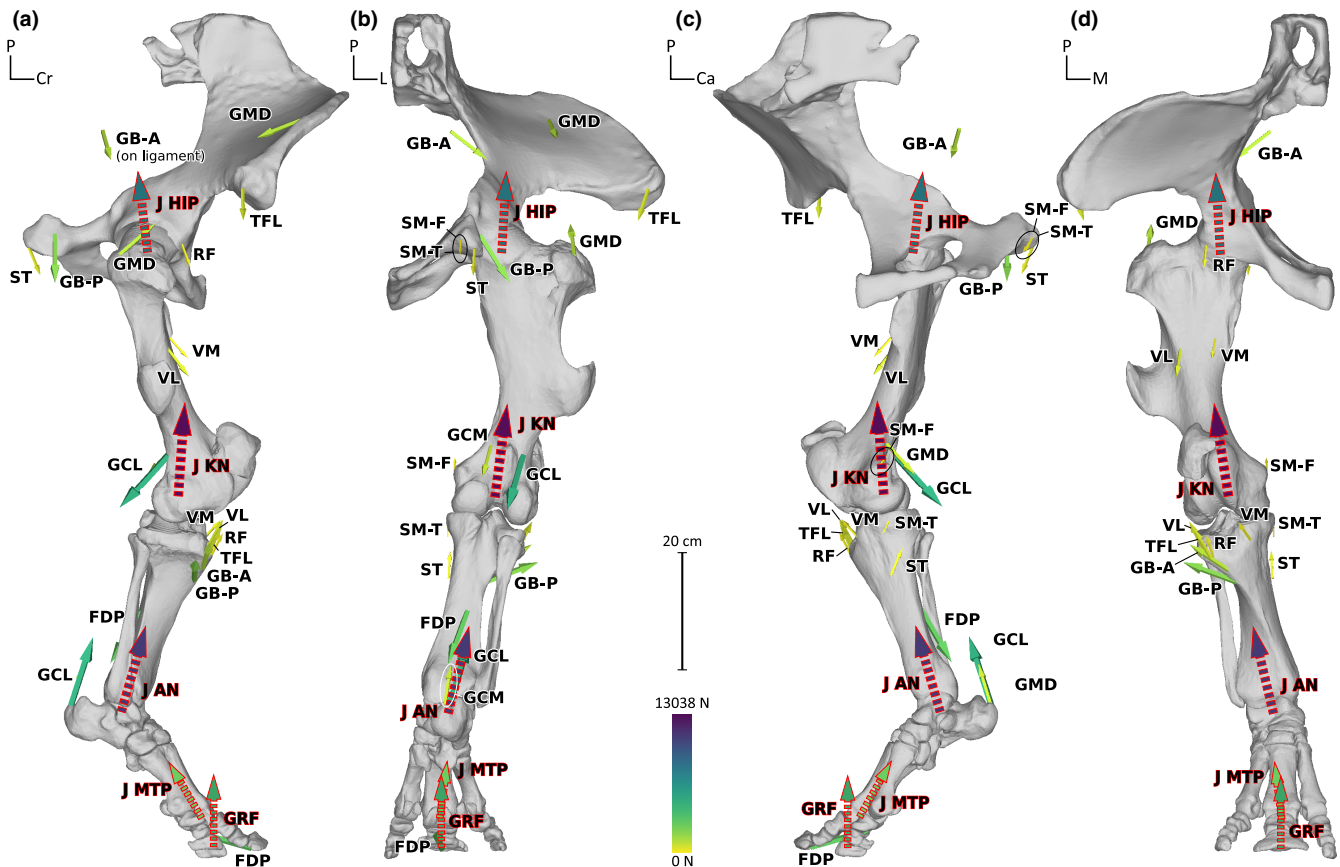 (a)
P
Cr
GMD
GB-A
(on ligament)
TFL
J HIP
RF
GMD
ST
GB-P
VM
VL
J KN
GCL
VM
VL
RF
TFL
GB-A
GB-P
FDP
GCL
J AN
J MTP
GRF
FDP
(b)
P
L
GMD
GB-A
TFL
J HIP
SM-F
SM-T
GMD
GB-P
ST
J KN
GCM
SM-F
GCL
SM-T
ST
GB-P
FDP
GCL
GCM
J AN
J MTP
GRF
FDP
20 cm
13038 N
0 N
(c)
P
Ca
GB-A
TFL
J HIP
SM-F
SM-T
GB-P
ST
VM
VL
SM-F
GMD
J KN
GCL
VL
VM
SM-T
TFL
RF
ST
FDP
GCL
J AN
GMD
GRF
J MTP
FDP
(d)
P
M
GB-A
GMD
J HIP
RF
VL
VM
J KN
SM-F
VL
VM
SM-T
TFL
RF
GB-A
ST
GB-P
J AN
J MTP
GRF